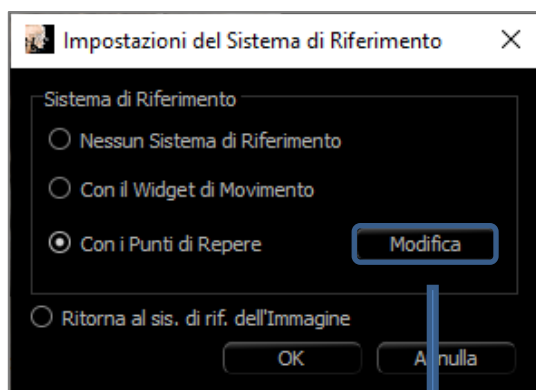 Impostazioni del Sistema di Riferimento
Sistema di Riferimento
Nessun Sistema di Riferimento
Con il Widget di Movimento
Con i Punti di Repere
Modifica
Ritorna al sis. di rif. dell'Immagine
OK
Annulla